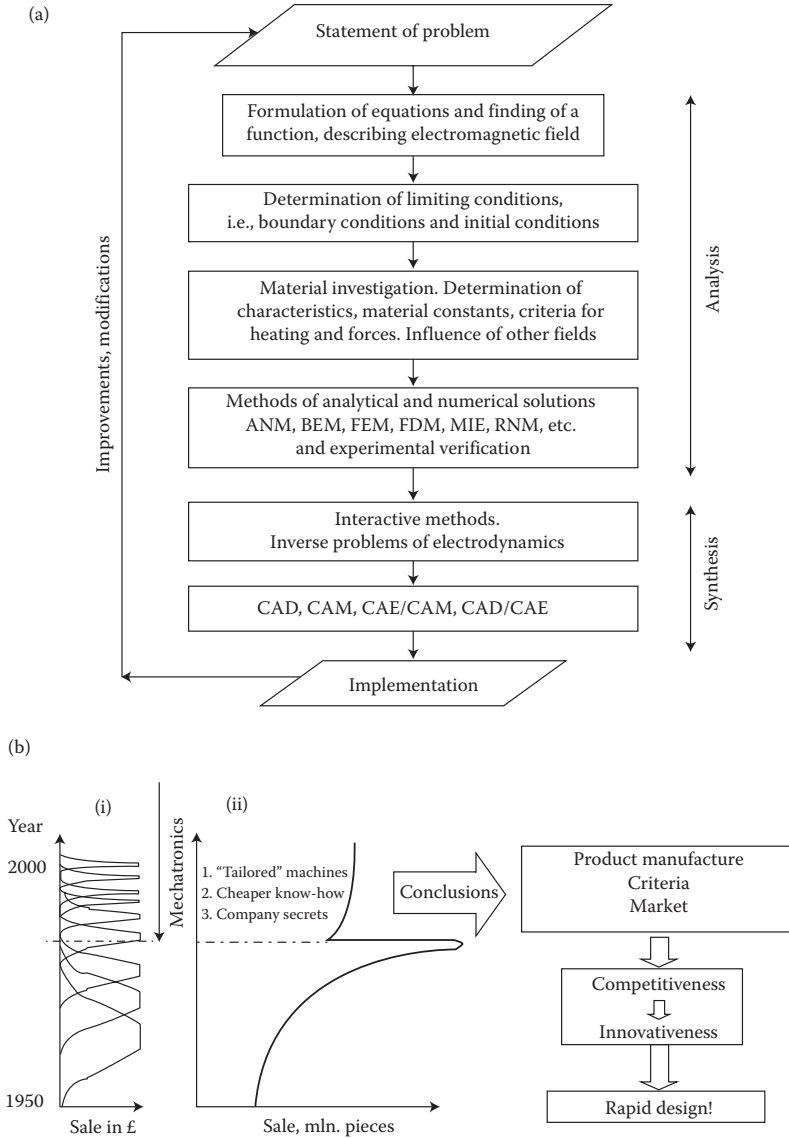 (a)
Statement of problem
Formulation of equations and finding of a
function, describing electromagnetic field
Determination of limiting conditions,
i.e., boundary conditions and initial conditions
Material investigation. Determination of
characteristics, material constants, criteria for
heating and forces. Influence of other fields
Methods of analytical and numerical solutions
ANM, BEM, FEM, FDM, MIE, RNM, etc.
and experimental verification
Interactive methods.
Inverse problems of electrodynamics
CAD, CAM, CAE/CAM, CAD/CAE
Implementation
Improvements, modifications
Analysis
Synthesis
(b)
(i)
Year
2000
1950
Sale in £
Mechatronics
(ii)
1. “Tailored” machines
2. Cheaper know-how
3. Company secrets
Sale, mln. pieces
Conclusions
Product manufacture
Criteria
Market
Competitiveness
Innovativeness
Rapid design!